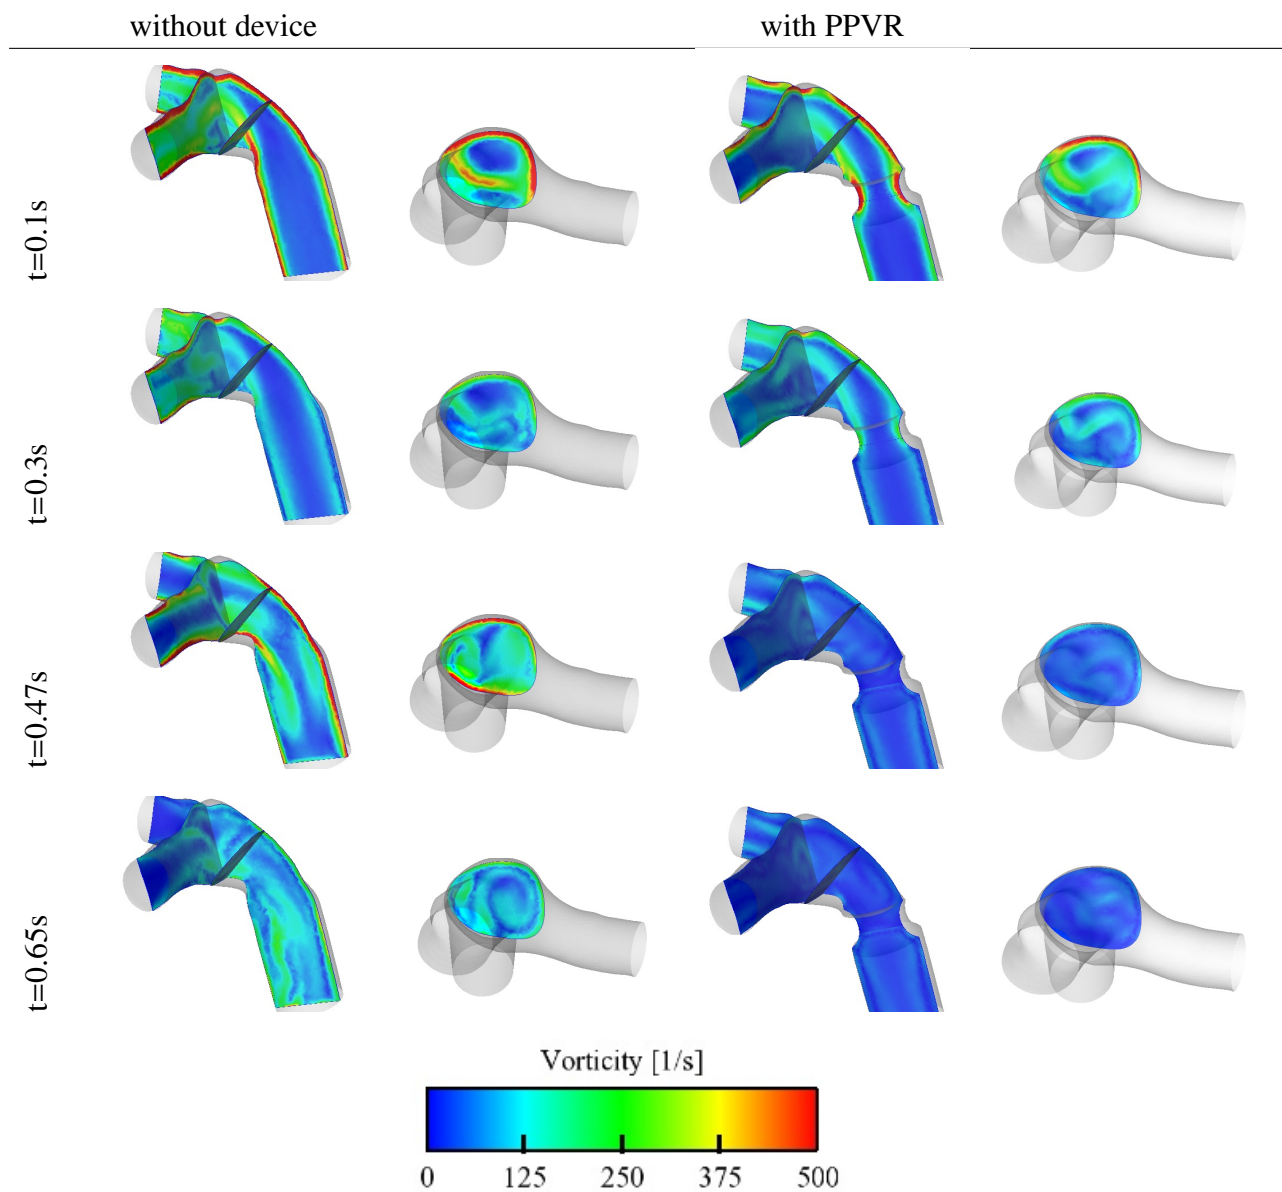 without device with PPVR
t=0.1s
t=0.3s
t=0.47s
t=0.65s
Vorticity [1/s]
0 125 250 375 500